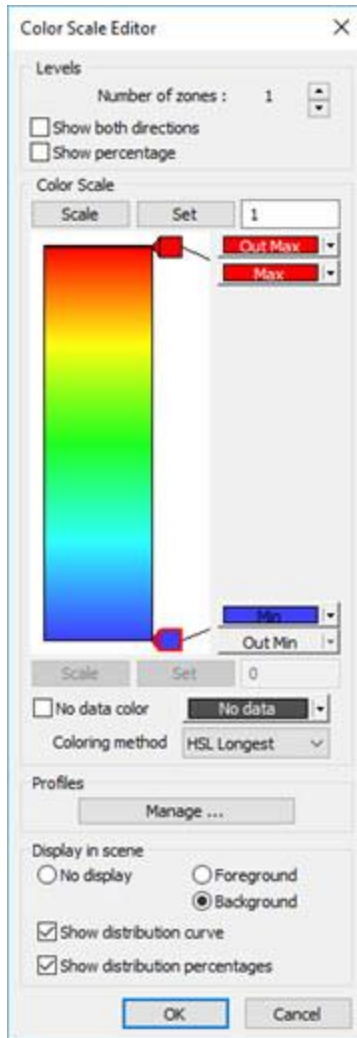 Color Scale Editor
Levels
Number of zones : 1
Show both directions
Show percentage
Color Scale
Scale Set 1
Out Max
Max
Min
Out Min
Scale Set 0
No data color No data
Coloring method HSL Longest
Profiles
Manage ...
Display in scene
No display Foreground
Background
Show distribution curve
Show distribution percentages
OK Cancel